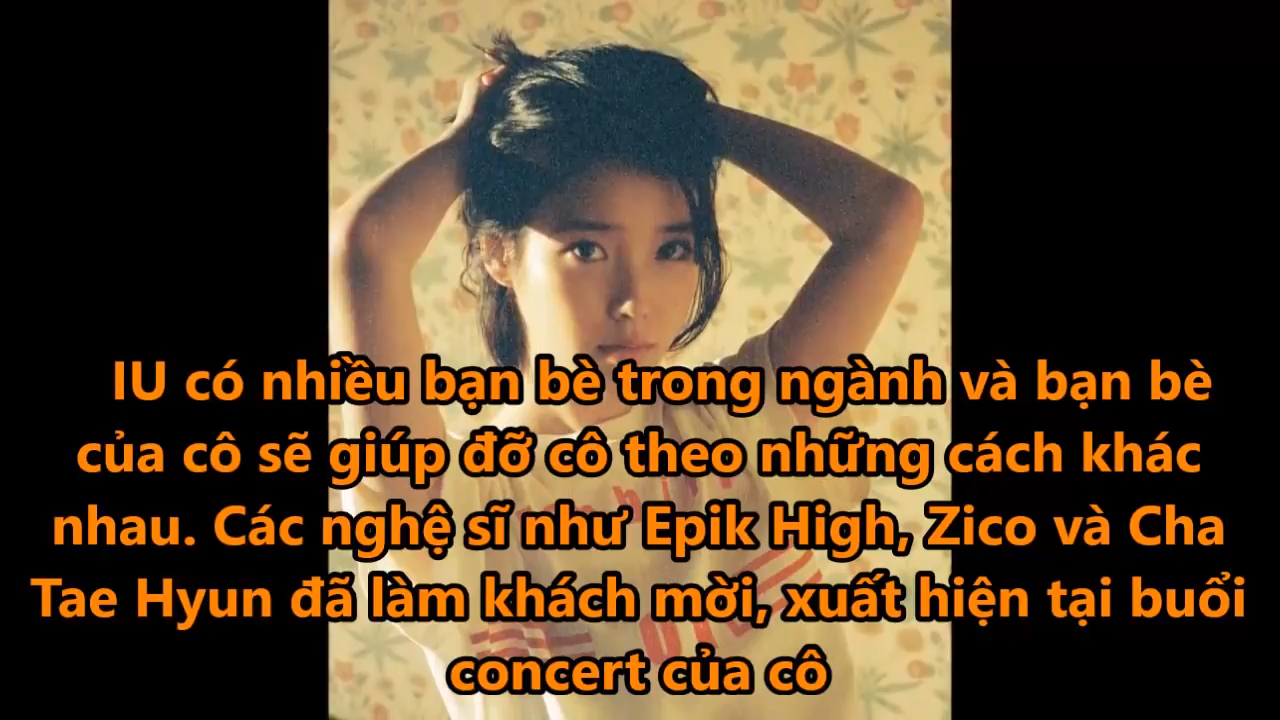 IU có nhiều bạn bè trong ngành và bạn bè
của cô sẽ giúp đỡ cô theo những cách khác
nhau. Các nghệ sĩ như Epik High, Zico và Cha
Tae Hyun đã làm khách mời, xuất hiện tại buổi
concert của cô